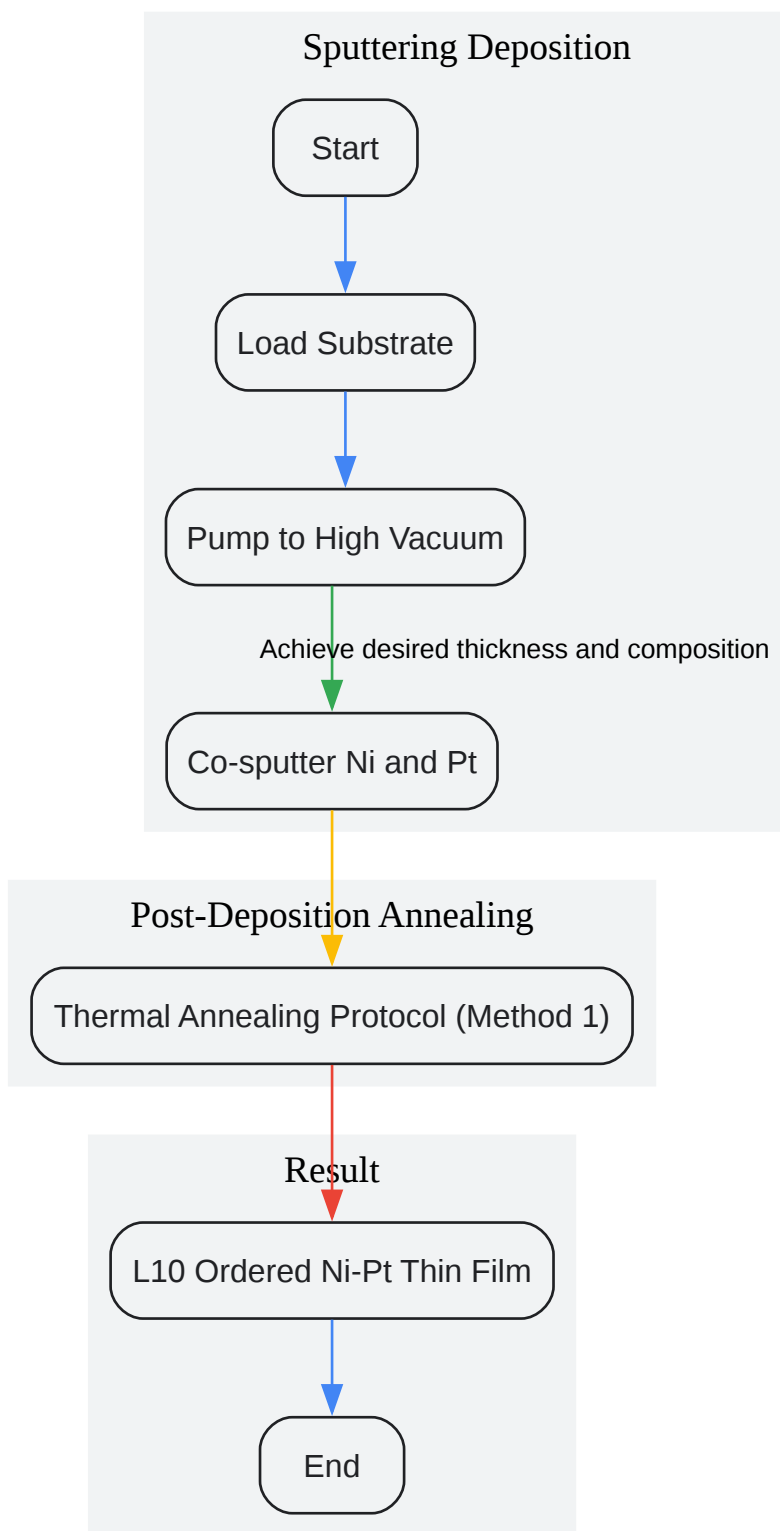 Sputtering Deposition
Start
Load Substrate
Pump to High Vacuum
Achieve desired thickness and composition
Co-sputter Ni and Pt
Post-Deposition Annealing
Thermal Annealing Protocol (Method 1)
Result
L10 Ordered Ni-Pt Thin Film
End